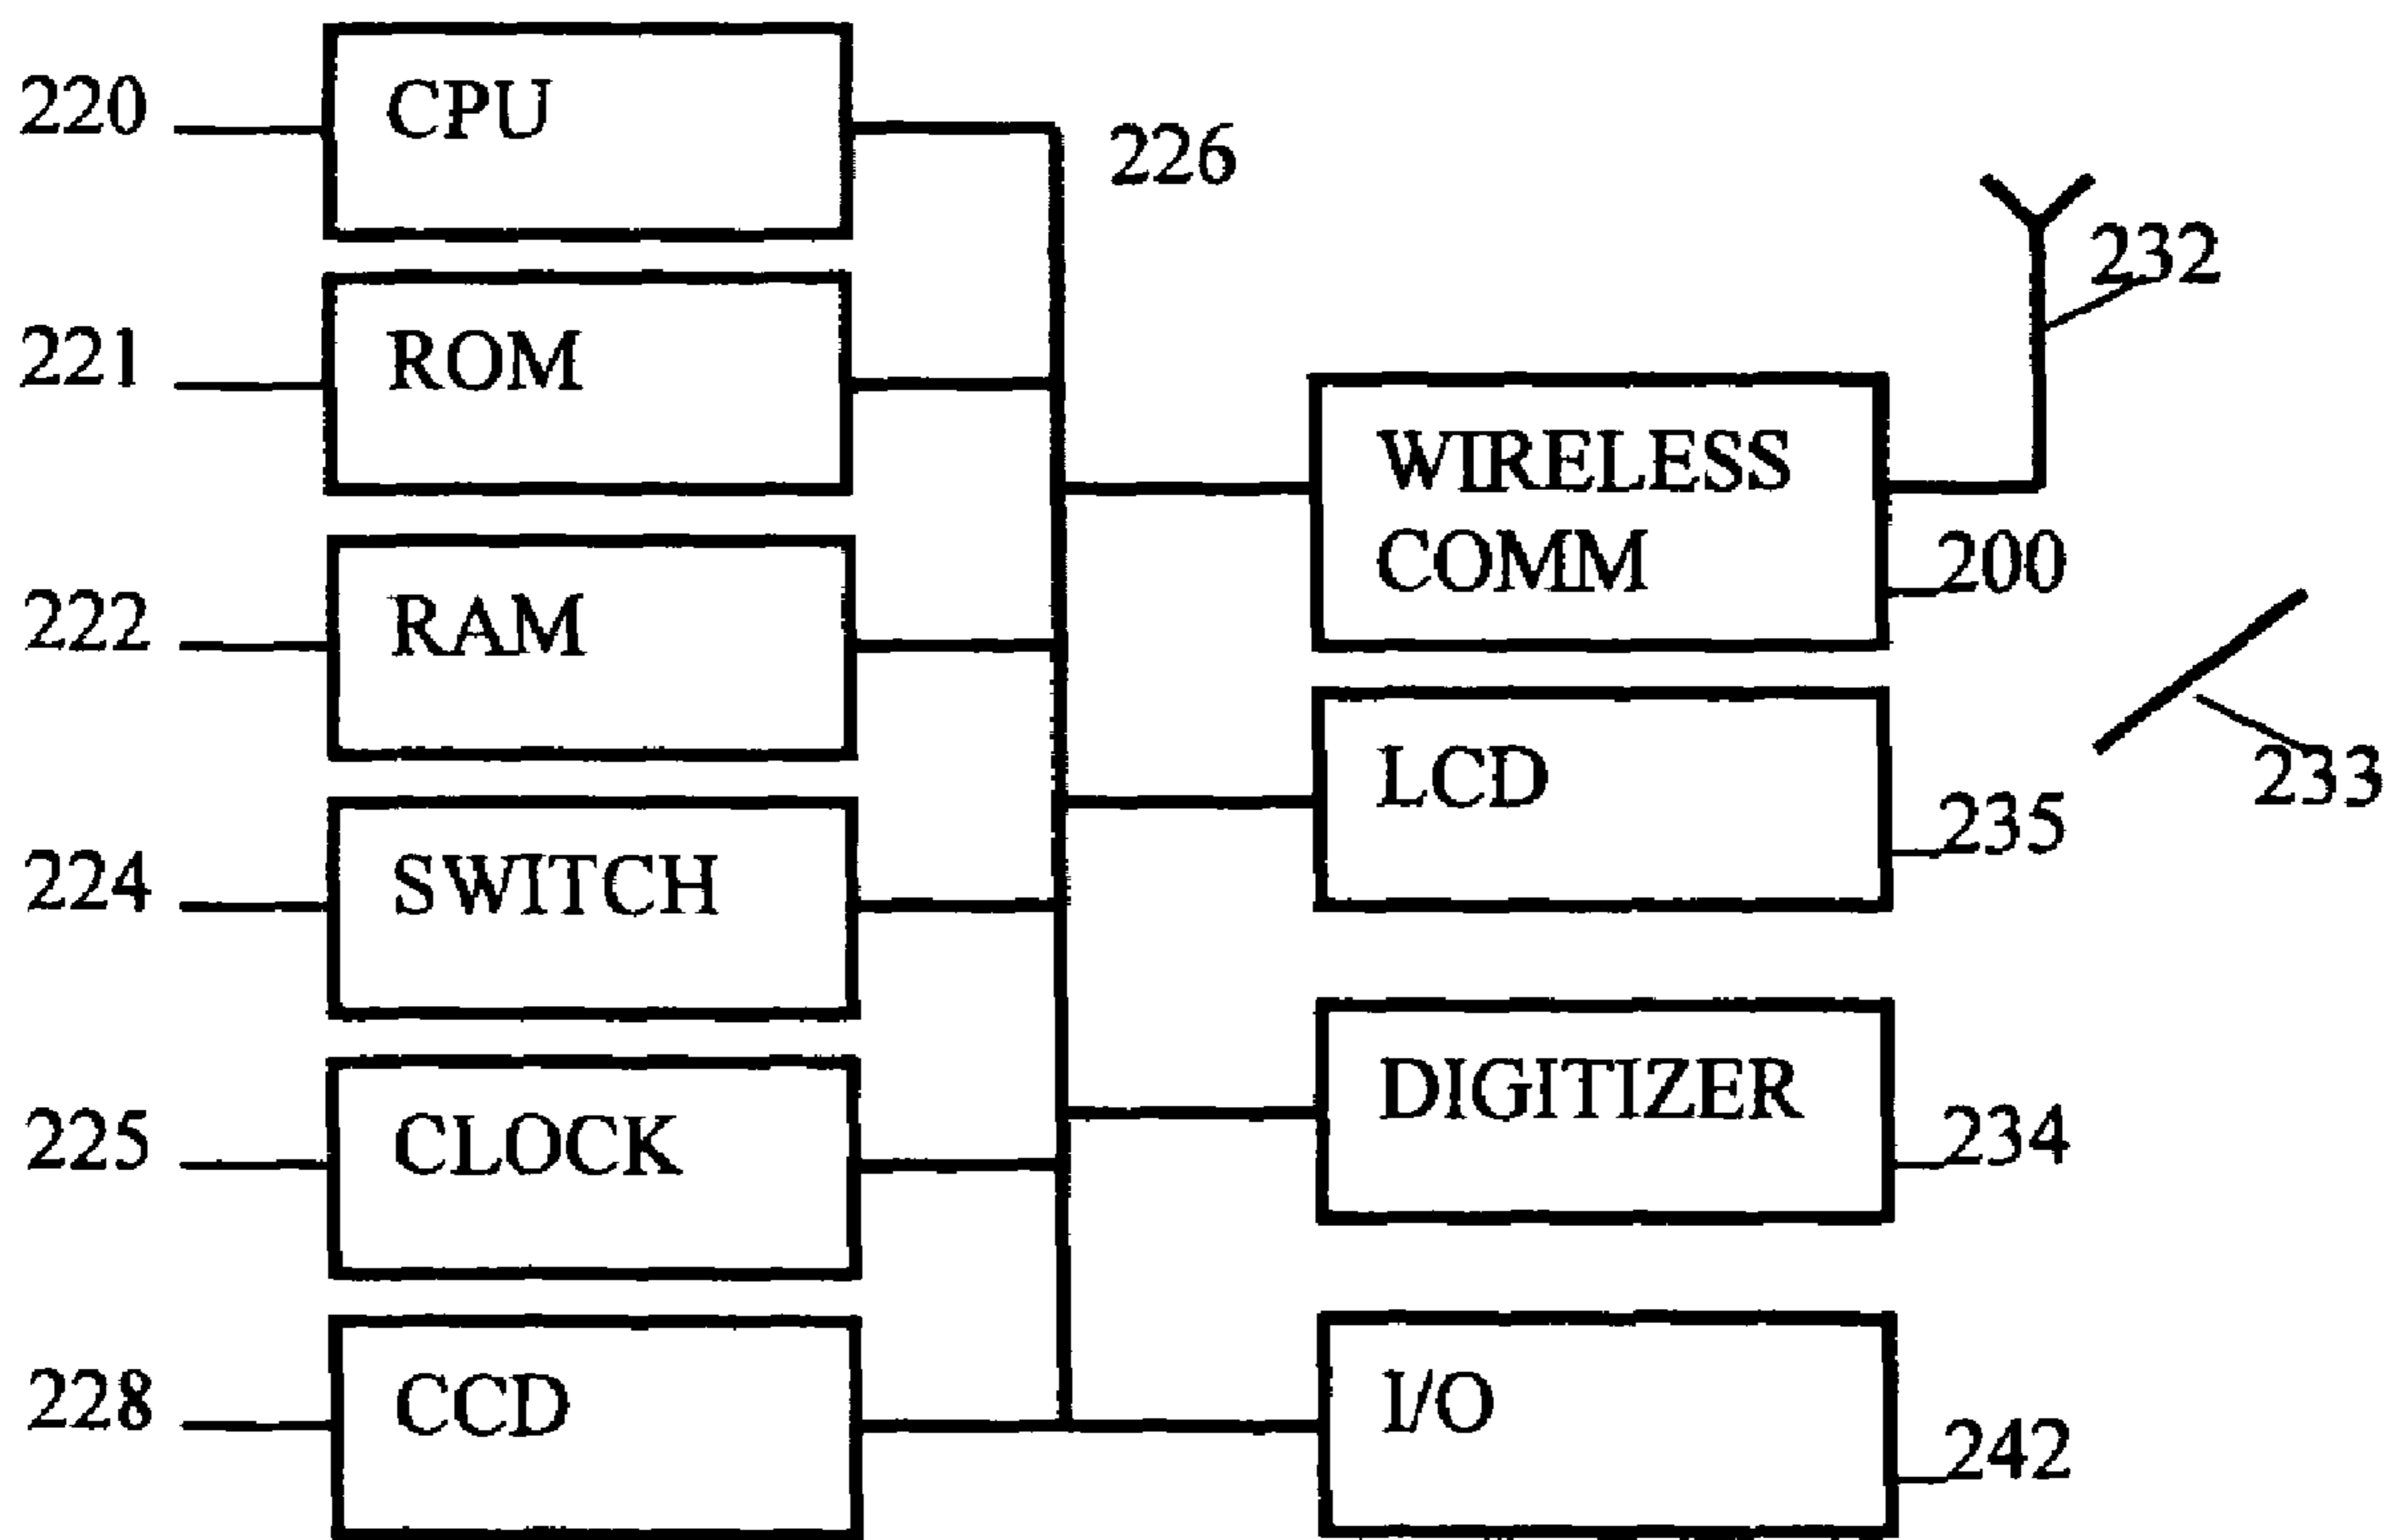 220
CPU
226
221
ROM
232
WIRELESS
COMM
200
222
RAM
LCD
233
235
224
SWITCH
DIGITIZER
234
225
CLOCK
228
CCD
I/O
242